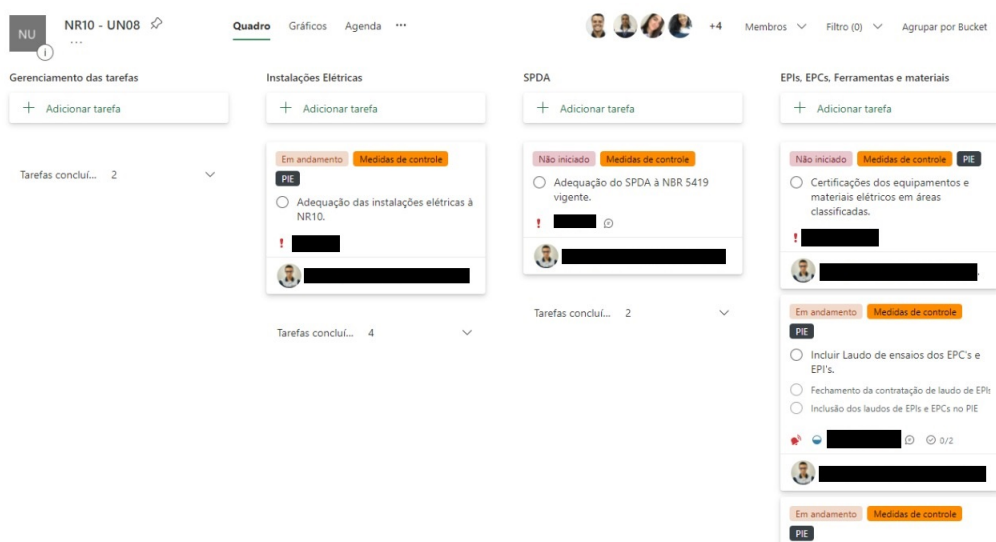 NU
NR10 - UN08
...
Quadro
Gráficos
Agenda
...
+4
Membros
Filtro (0)
Agrupar por Bucket
Gerenciamento das tarefas
+ Adicionar tarefa
Tarefas concluí... 2
Instalações Elétricas
+ Adicionar tarefa
Em andamento
Medidas de controle
PIE
Adequação das instalações elétricas à
NR10.
Tarefas concluí... 4
SPDA
+ Adicionar tarefa
Não iniciado
Medidas de controle
Adequação do SPDA à NBR 5419
vigente.
Tarefas concluí... 2
EPIs, EPCs, Ferramentas e materiais
+ Adicionar tarefa
Não iniciado
Medidas de controle
PIE
Certificações dos equipamentos e
materiais elétricos em áreas
classificadas.
Em andamento
Medidas de controle
PIE
Incluir Laudo de ensaios dos EPC's e
EPI's.
Fechamento da contratação de laudo de EPIs
Inclusão dos laudos de EPIs e EPCs no PIE
0/2
Em andamento
Medidas de controle
PIE